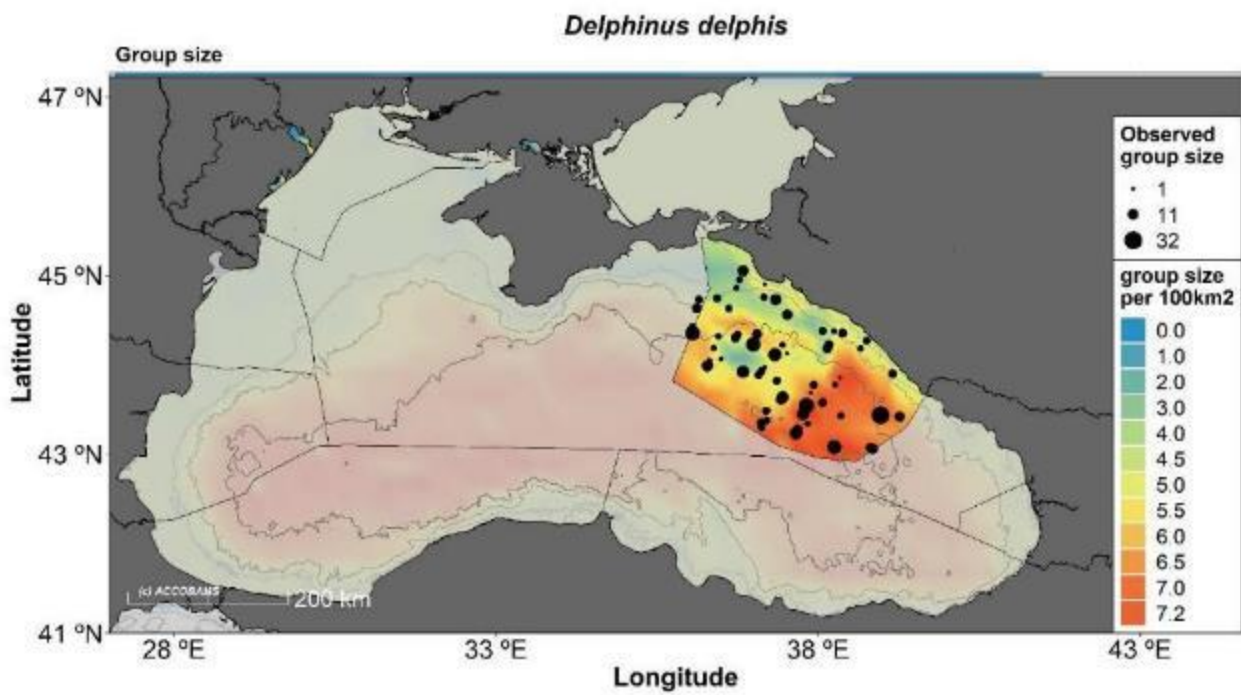 Delphinus delphis
Group size
47 ºN
45 ºN
43 ºN
41 ºN
Latitude
28 ºE
33 ºE
38 ºE
43 ºE
Longitude
(c) ACCOBAMS
200 km
Observed
group size
1
11
32
group size
per 100km2
0.0
1.0
2.0
3.0
4.0
4.5
5.0
5.5
6.0
6.5
7.0
7.2